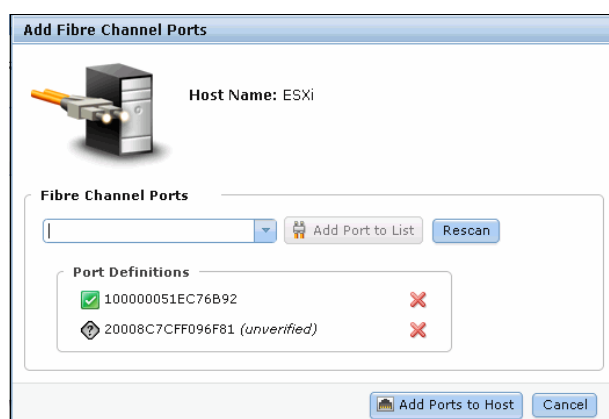 Add Fibre Channel Ports
Host Name: ESXi
Fibre Channel Ports
Add Port to List
Rescan
Port Definitions
100000051EC76B92
20008C7CFF096F81 (unverified)
Add Ports to Host
Cancel